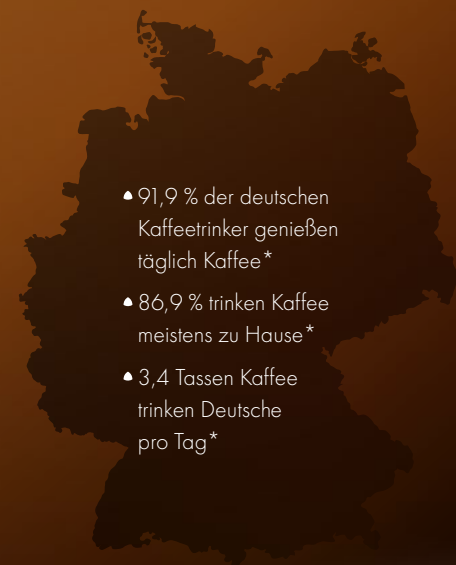 91,9 % der deutschen
Kaffeetrinker genießen
täglich Kaffee*
86,9 % trinken Kaffee
meistens zu Hause*
3,4 Tassen Kaffee
trinken Deutsche
pro Tag*